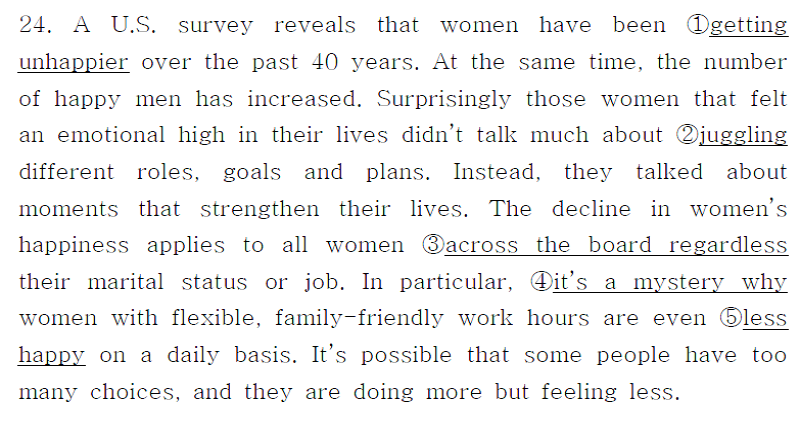 24. A U.S. survey reveals that women have been ①getting
unhappier over the past 40 years. At the same time, the number
of happy men has increased. Surprisingly those women that felt
an emotional high in their lives didn’t talk much about ②juggling
different roles, goals and plans. Instead, they talked about
moments that strengthen their lives. The decline in women’s
happiness applies to all women ③across the board regardless
their marital status or job. In particular, ④it’s a mystery why
women with flexible, family-friendly work hours are even ⑤less
happy on a daily basis. It’s possible that some people have too
many choices, and they are doing more but feeling less.